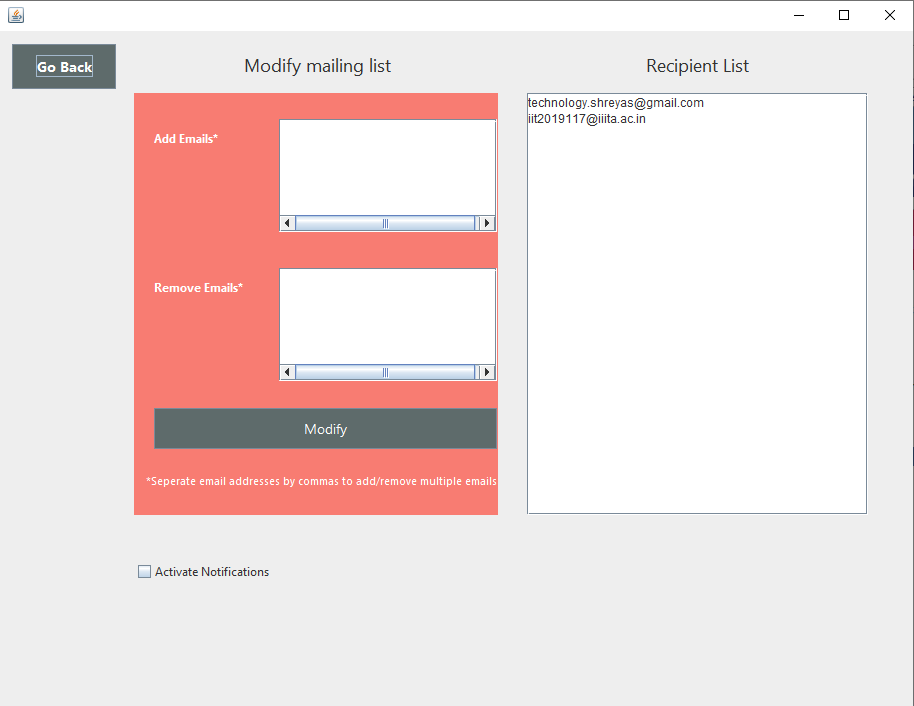 Go Back
Modify mailing list
Recipient List
Add Emails*
technology.shreyas@gmail.com
iit2019117@iiita.ac.in
Remove Emails*
Modify
*Seperate email addresses by commas to add/remove multiple emails
Activate Notifications